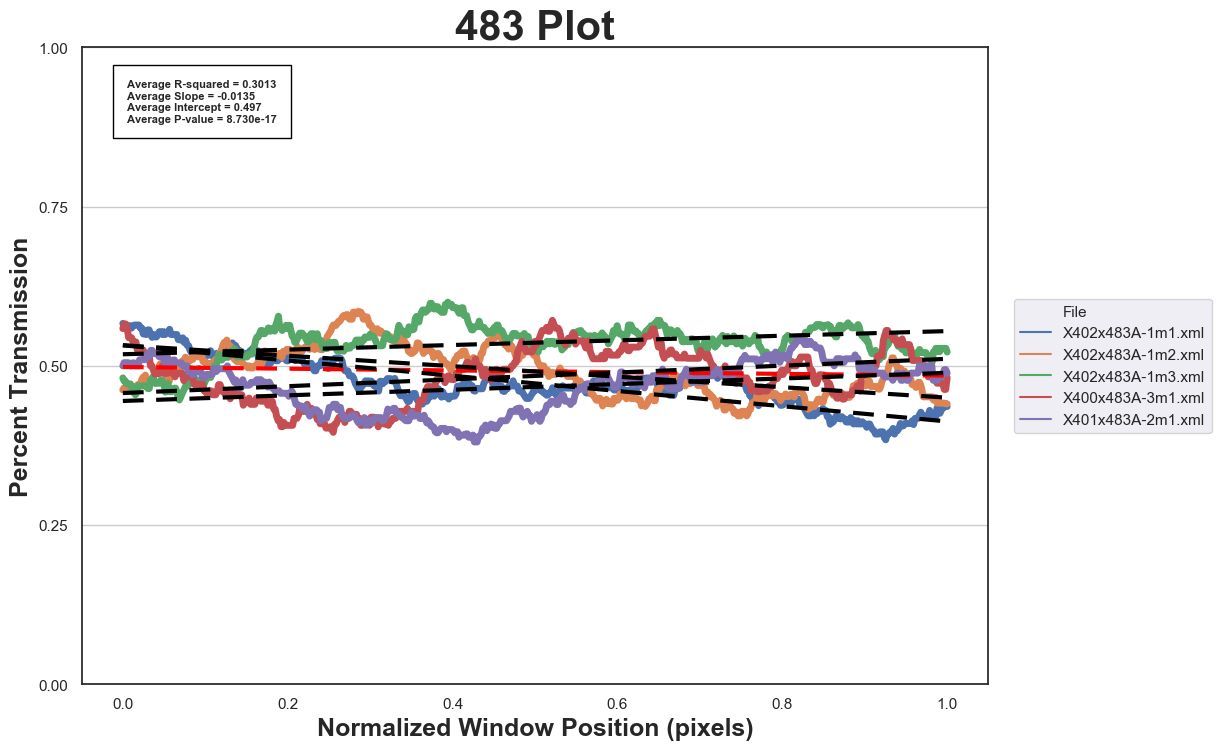 483 Plot
1.00
0.75
0.50
0.25
0.00
Percent Transmission
Average R-squared = 0.3013
Average Slope = -0.0135
Average Intercept = 0.497
Average P-value = 8.730e-17
0.0 0.2 0.4 0.6 0.8 1.0
Normalized Window Position (pixels)
File
X402x483A-1m1.xml
X402x483A-1m2.xml
X402x483A-1m3.xml
X400x483A-3m1.xml
X401x483A-2m1.xml